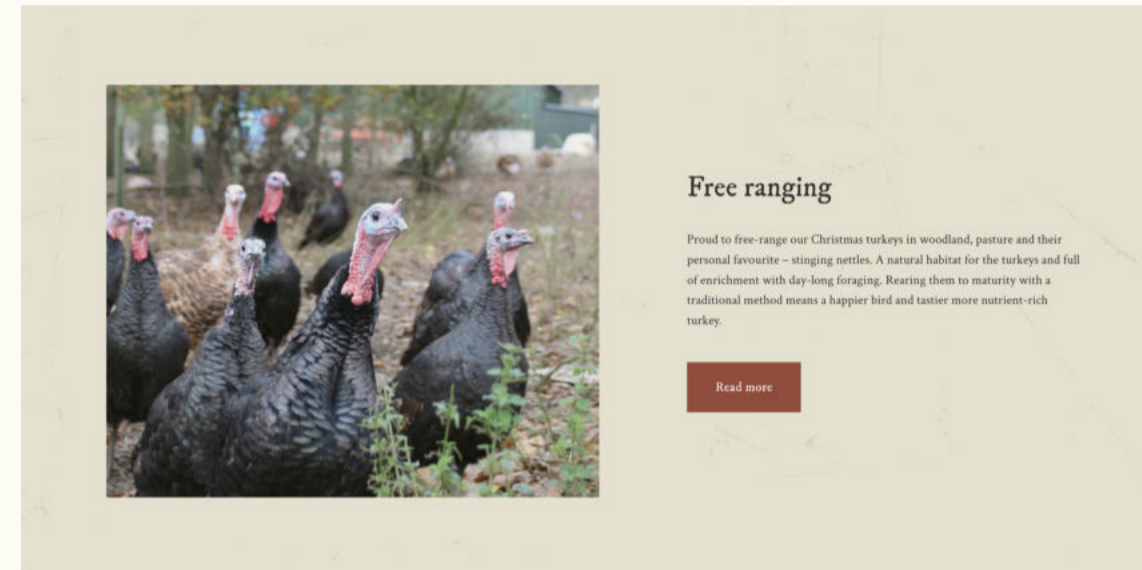 Free ranging
Proud to free-range our Christmas turkeys in woodland, pasture and their
personal favourite – stinging nettles. A natural habitat for the turkeys and full
of enrichment with day-long foraging. Rearing them to maturity with a
traditional method means a happier bird and tastier more nutrient-rich
turkey.
Read more